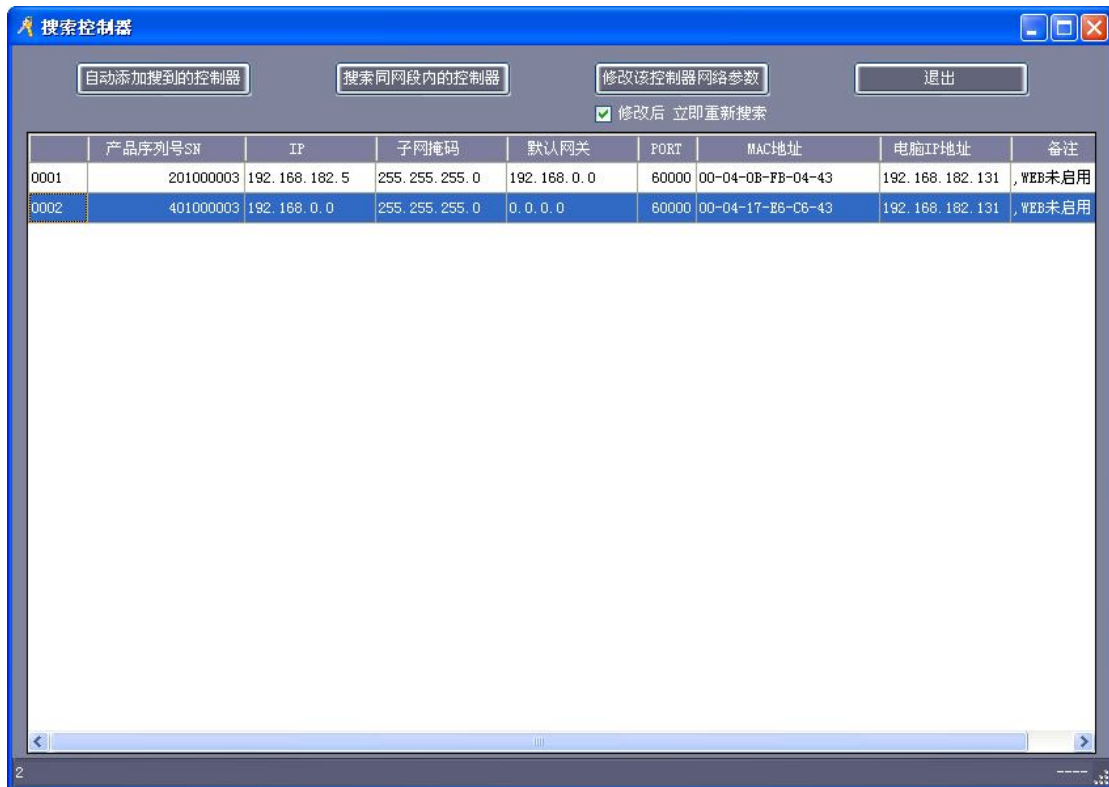 搜索控制器
自动添加搜到的控制器 搜索同网段内的控制器 修改该控制器网络参数 退出
修改后 立即重新搜索
产品序列号SN IP 子网掩码 默认网关 PORT MAC地址 电脑IP地址 备注
0001 201000003 192.168.182.5 255.255.255.0 192.168.0.0 60000 00-04-0B-FB-04-43 192.168.182.131 ,WEB未启用
0002 401000003 192.168.0.0 255.255.255.0 0.0.0.0 60000 00-04-17-E6-C6-43 192.168.182.131 ,WEB未启用
2 ----